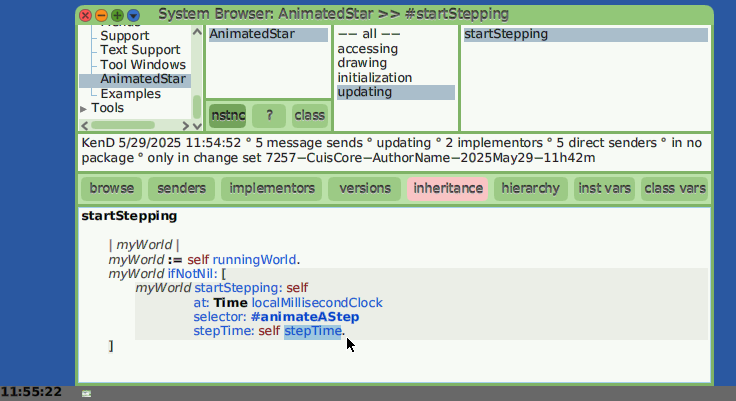 System Browser: AnimatedStar >> #startStepping
Support
Text Support
Tool Windows
AnimatedStar
Examples
Tools
AnimatedStar
nstnc ? class
—— all ——
accessing
drawing
initialization
updating
startStepping
KenD 5/29/2025 11:54:52 ° 5 message sends ° updating ° 2 implementors ° 5 direct senders ° in no
package ° only in change set 7257−CuisCore−AuthorName−2025May29−11h42m
browse senders implementors versions inheritance hierarchy inst vars class vars
startStepping
| myWorld |
myWorld := self runningWorld.
myWorld ifNotNil: [
myWorld startStepping: self
at: Time localMillisecondClock
selector: #animateAStep
stepTime: self stepTime.
]
11:55:22